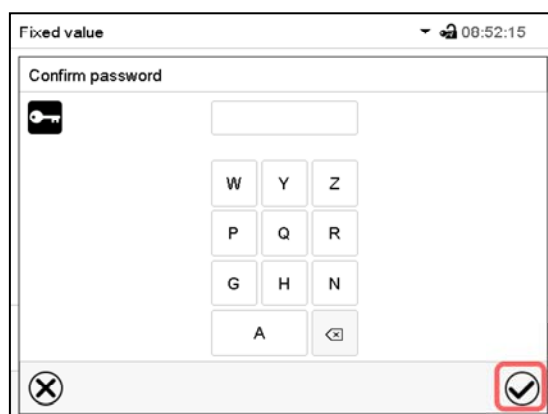 Fixed value 08:52:15
Confirm password
W Y Z
P Q R
G H N
A